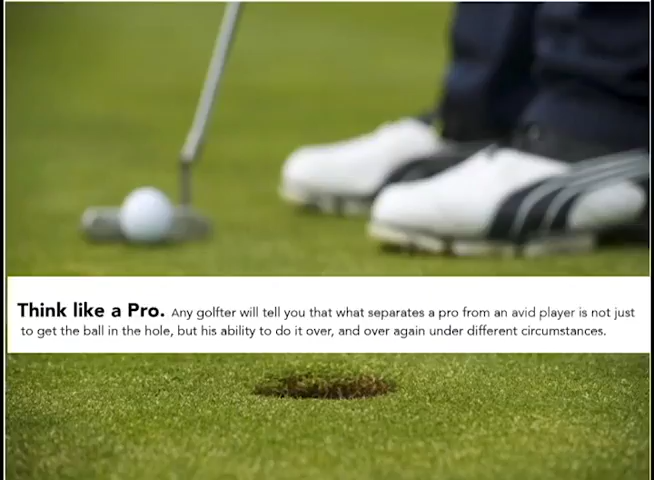 Think like a Pro. Any golfter will tell you that what separates a pro from an avid player is not just
to get the ball in the hole, but his ability to do it over, and over again under different circumstances.